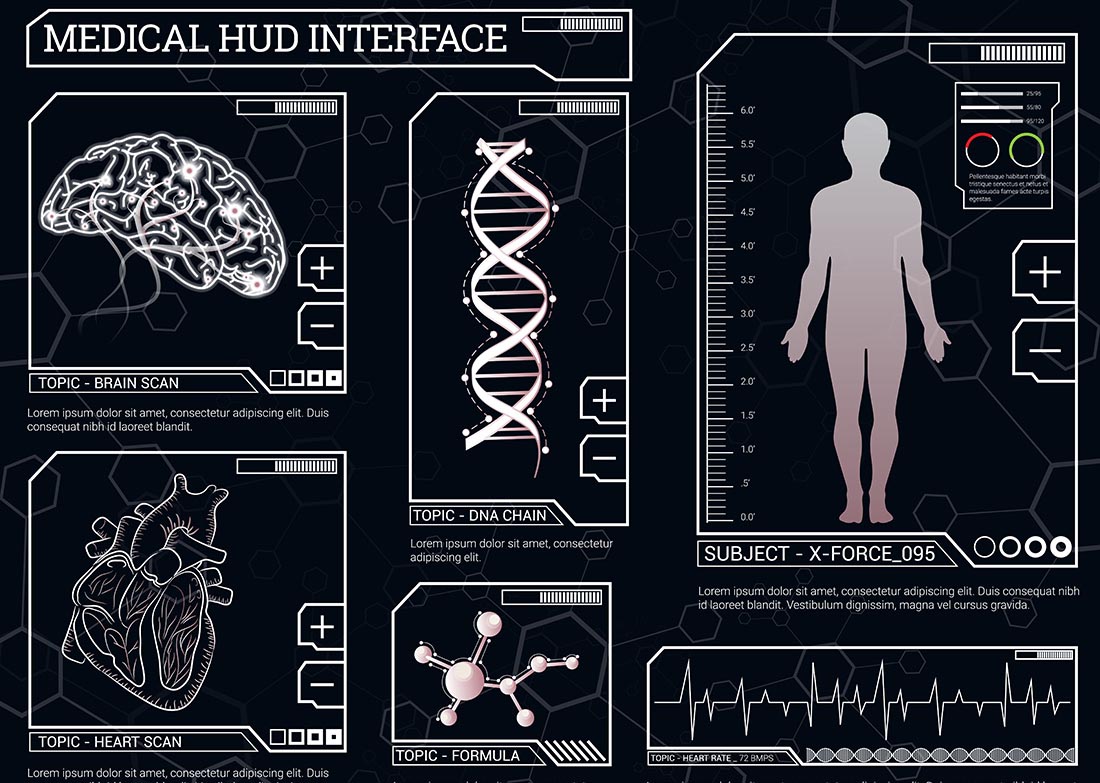 MEDICAL HUD INTERFACE
TOPIC - BRAIN SCAN
Lorem ipsum dolor sit amet, consectetur adipiscing elit. Duis
consequat nibh id laoreet blandit.
TOPIC - HEART SCAN
Lorem ipsum dolor sit amet, consectetur adipiscing elit. Duis
TOPIC - DNA CHAIN
Lorem ipsum dolor sit amet, consectetur
adipiscing elit.
TOPIC - FORMULA
6.0'
5.5'
5.0'
4.5'
4.0'
3.5'
3.0'
2.5'
2.0'
1.5'
1.0'
.5'
0.0'
25/95
55/80
95/120
Pellentesque habitant morbi
tristique senectus et netus et
malesuada fames ac
egestas.
SUBJECT - X-FORCE_095
Lorem ipsum dolor sit amet, consectetur adipiscing elit. Duis consequat nibh
id laoreet blandit. Vestibulum dignissim, magna vel cursus gravida.
TOPIC - HEART RATE _ 72 BMPS